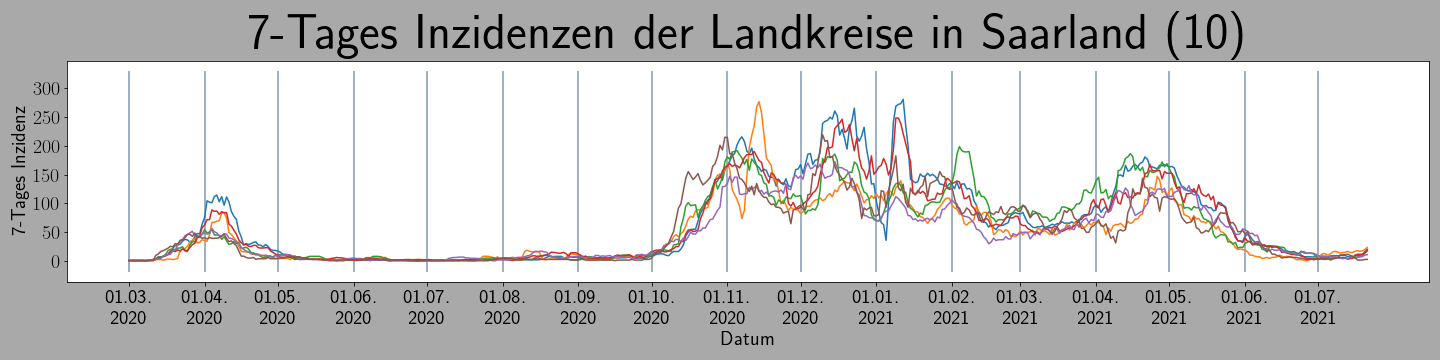 7-Tages Inzidenzen der Landkreise in Saarland (10)
7-Tages Inzidenz
300
250
200
150
100
50
0
01.03. 01.04. 01.05. 01.06. 01.07. 01.08. 01.09. 01.10. 01.11. 01.12. 01.01. 01.02. 01.03. 01.04. 01.05. 01.06. 01.07.
2020 2020 2020 2020 2020 2020 2020 2020 2020 2020 2021 2021 2021 2021 2021 2021 2021
Datum